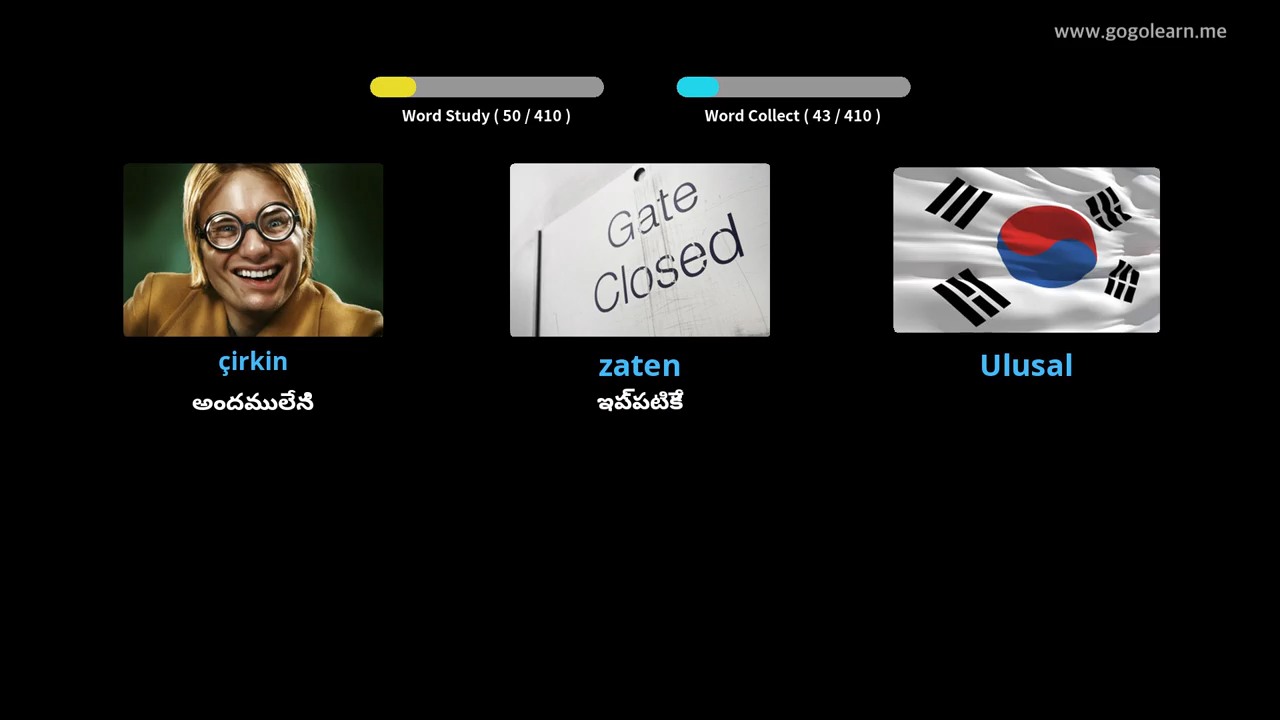 www.gogolearn.me
Word Study ( 50 / 410 )
Word Collect ( 43 / 410 )
Gate
Closed
çirkin
zaten
Ulusal
అందములేని
ఇప్పటికే